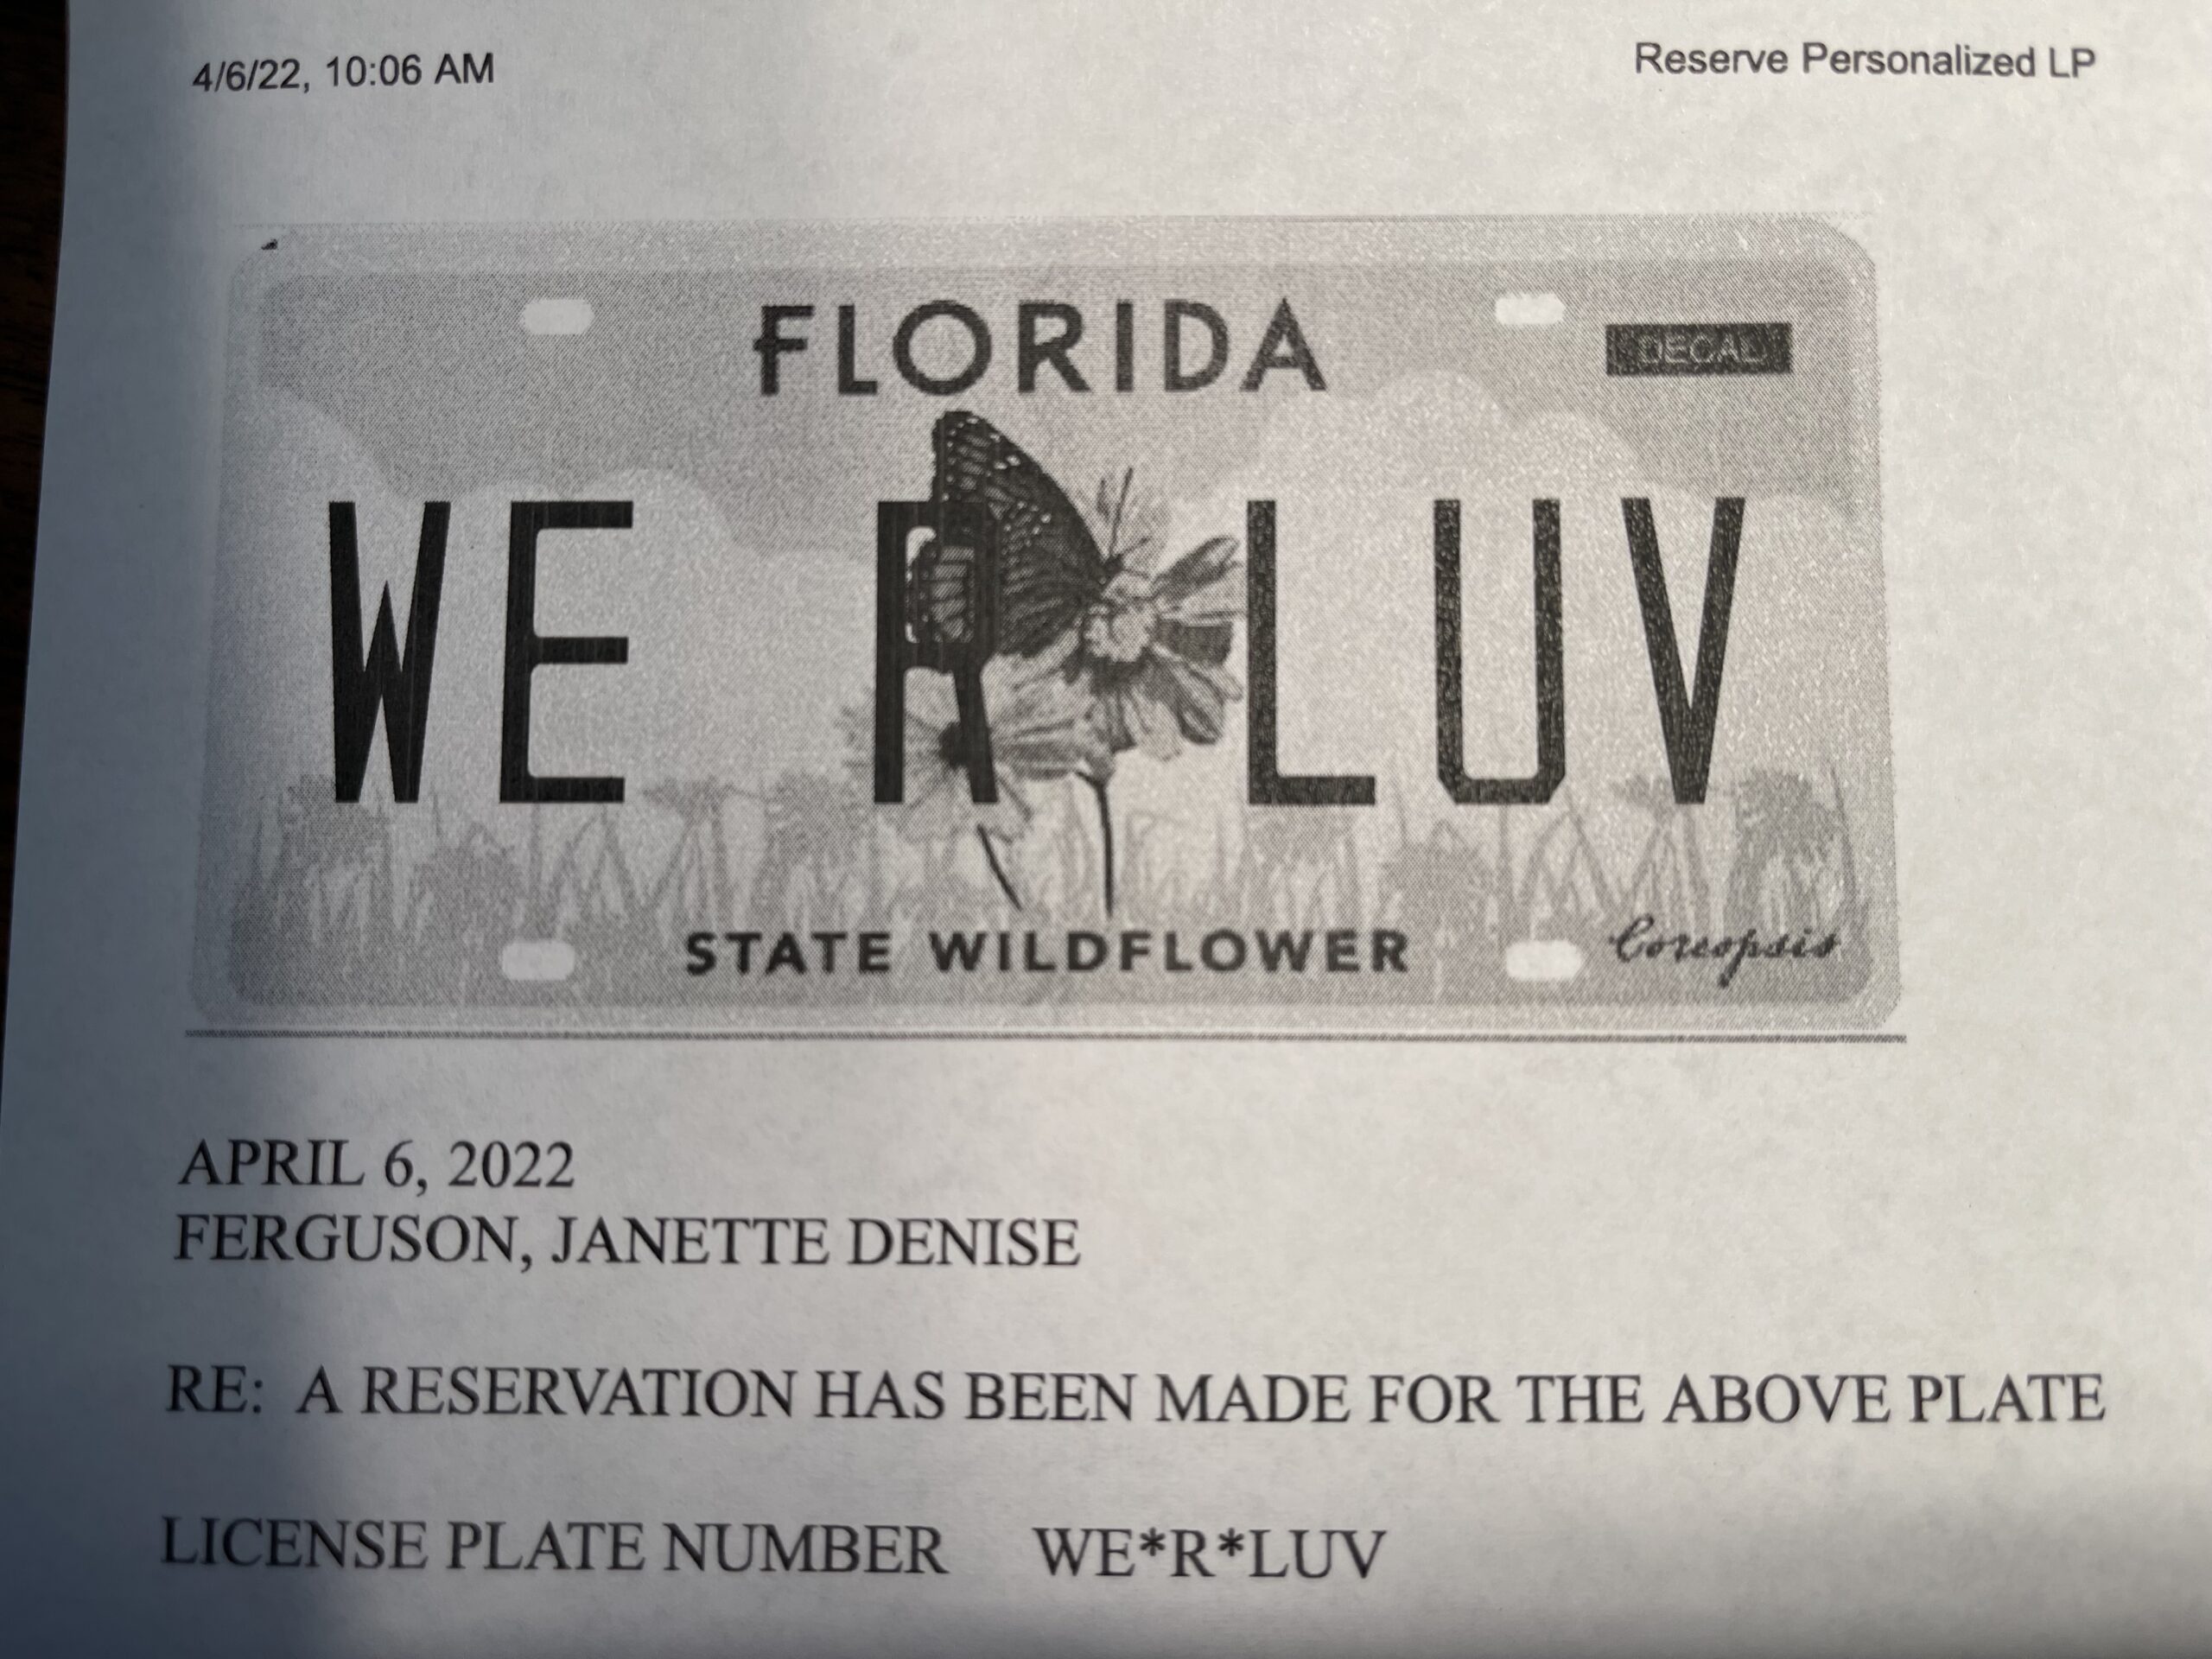 4/6/22, 10:06 AM Reserve Personalized LP
FLORIDA
DECAL
WE R LUV
STATE WILDFLOWER
Coreopsis
APRIL 6, 2022
FERGUSON, JANETTE DENISE
RE: A RESERVATION HAS BEEN MADE FOR THE ABOVE PLATE
LICENSE PLATE NUMBER WE*R*LUV